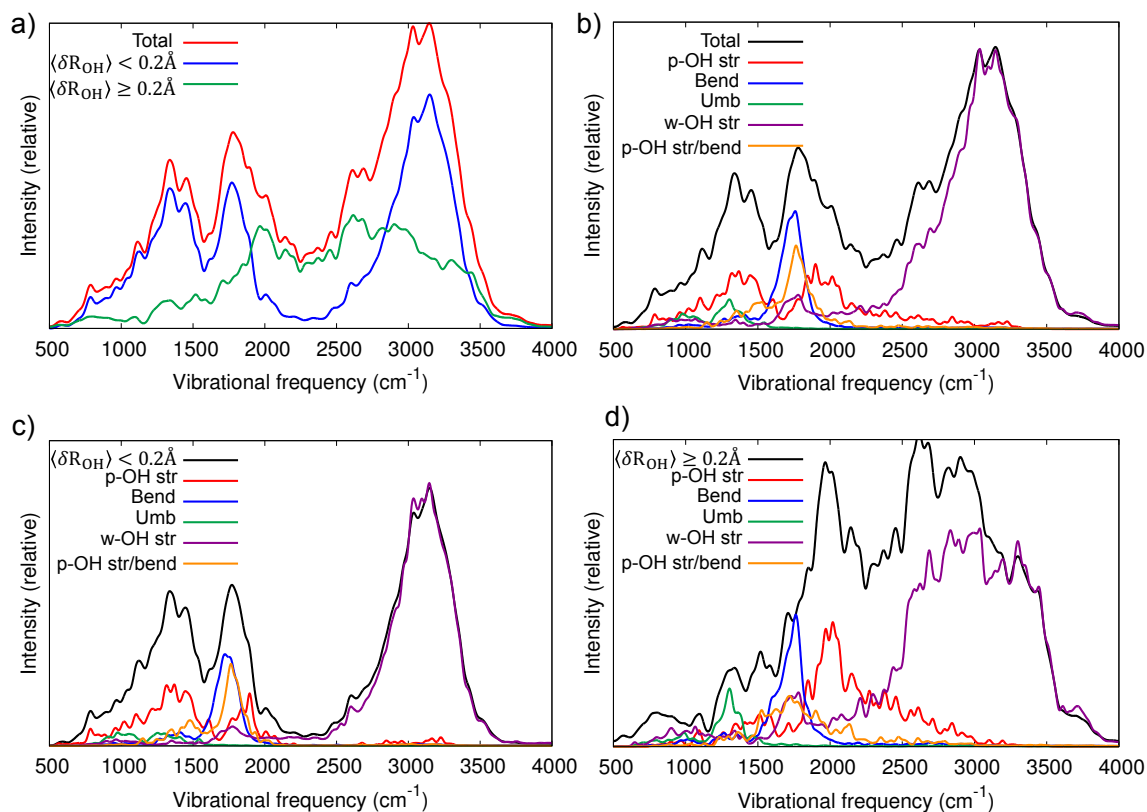 a)
Total
⟨δR_OH⟩ < 0.2Å
⟨δR_OH⟩ ≥ 0.2Å
Intensity (relative)
500 1000 1500 2000 2500 3000 3500 4000
Vibrational frequency (cm⁻¹)
b)
Total
p-OH str
Bend
Umb
w-OH str
p-OH str/bend
Intensity (relative)
500 1000 1500 2000 2500 3000 3500 4000
Vibrational frequency (cm⁻¹)
c)
⟨δR_OH⟩ < 0.2Å
p-OH str
Bend
Umb
w-OH str
p-OH str/bend
Intensity (relative)
500 1000 1500 2000 2500 3000 3500 4000
Vibrational frequency (cm⁻¹)
d)
⟨δR_OH⟩ ≥ 0.2Å
p-OH str
Bend
Umb
w-OH str
p-OH str/bend
Intensity (relative)
500 1000 1500 2000 2500 3000 3500 4000
Vibrational frequency (cm⁻¹)